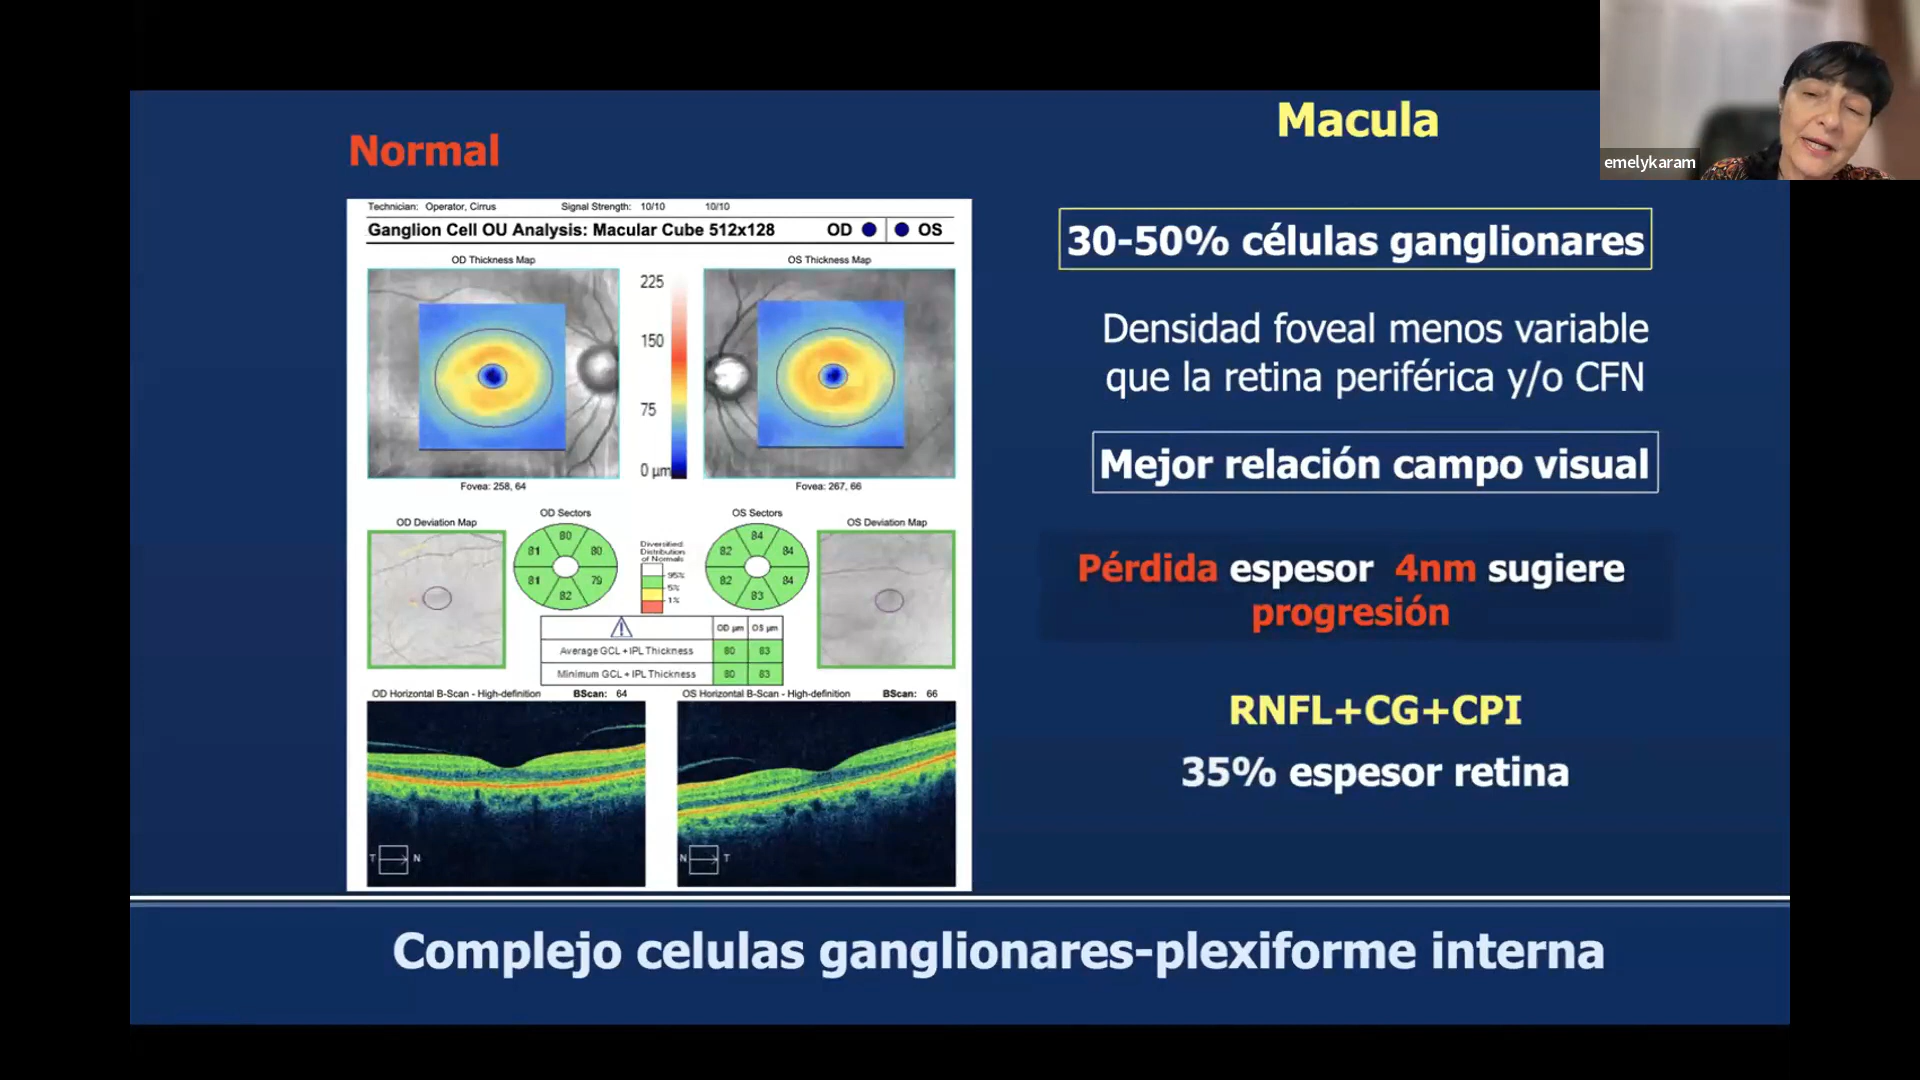 Macula
Normal
emelykaram
Technician: Operator, Cirrus Signal Strength: 10/10 10/10
Ganglion Cell OU Analysis: Macular Cube 512x128 OD OS
OD Thickness Map OS Thickness Map
225
150
75
0 µm
Fovea: 258, 64 Fovea: 267, 66
OD Deviation Map OD Sectors OS Sectors OS Deviation Map
80
81 80
81 79
82
Diversified
Distribution
of Normals
95%
5%
1%
84
82 84
82 84
83
OD µm OS µm
Average GCL + IPL Thickness 80 83
Minimum GCL + IPL Thickness 80 83
OD Horizontal B-Scan - High-definition BScan: 64 OS Horizontal B-Scan - High-definition BScan: 66
T N N T
30-50% células ganglionares
Densidad foveal menos variable
que la retina periférica y/o CFN
Mejor relación campo visual
Pérdida espesor 4nm sugiere
progresión
RNFL+CG+CPI
35% espesor retina
Complejo celulas ganglionares-plexiforme interna